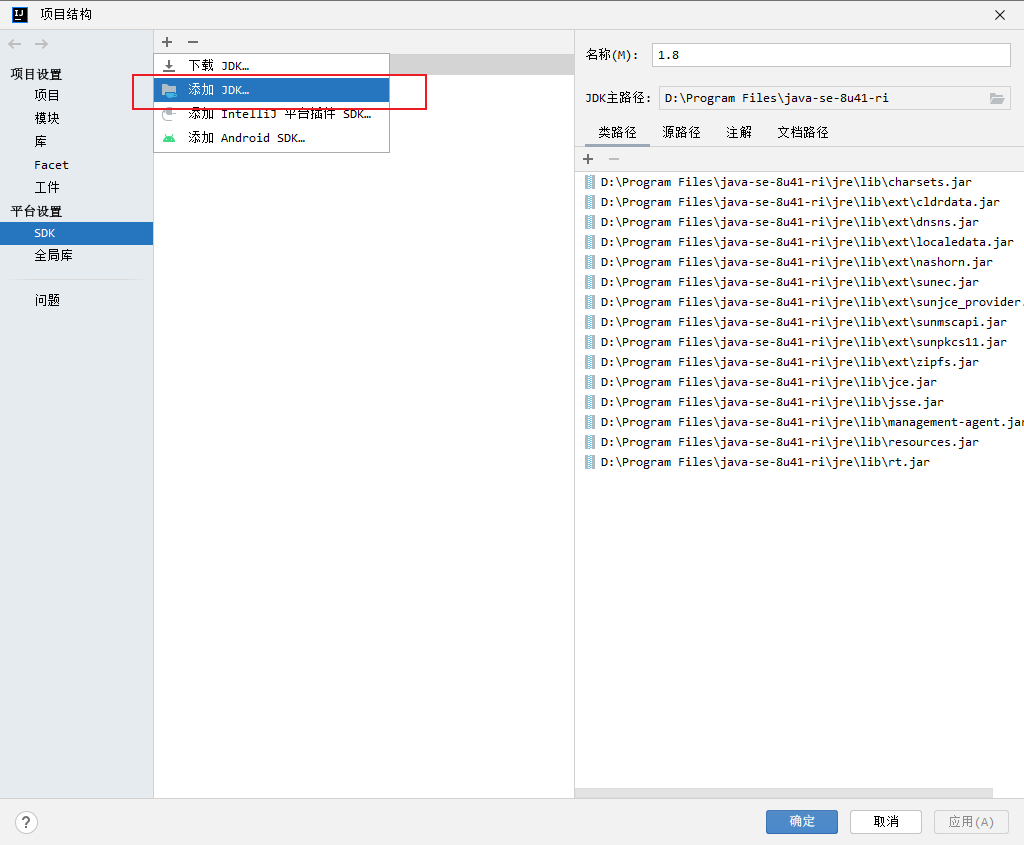 项目结构
项目设置
项目
模块
库
Facet
工件
平台设置
SDK
全局库
问题
下载 JDK…
添加 JDK…
添加 IntelliJ 平台插件 SDK…
添加 Android SDK…
名称(M): 1.8
JDK主路径: D:\Program Files\java-se-8u41-ri
类路径 源路径 注解 文档路径
D:\Program Files\java-se-8u41-ri\jre\lib\charsets.jar
D:\Program Files\java-se-8u41-ri\jre\lib\ext\cldrdata.jar
D:\Program Files\java-se-8u41-ri\jre\lib\ext\dnsns.jar
D:\Program Files\java-se-8u41-ri\jre\lib\ext\localedata.jar
D:\Program Files\java-se-8u41-ri\jre\lib\ext\nashorn.jar
D:\Program Files\java-se-8u41-ri\jre\lib\ext\sunec.jar
D:\Program Files\java-se-8u41-ri\jre\lib\ext\sunjce_provider.
D:\Program Files\java-se-8u41-ri\jre\lib\ext\sunmscapi.jar
D:\Program Files\java-se-8u41-ri\jre\lib\ext\sunpkcs11.jar
D:\Program Files\java-se-8u41-ri\jre\lib\ext\zipfs.jar
D:\Program Files\java-se-8u41-ri\jre\lib\jce.jar
D:\Program Files\java-se-8u41-ri\jre\lib\jsse.jar
D:\Program Files\java-se-8u41-ri\jre\lib\management-agent.jar
D:\Program Files\java-se-8u41-ri\jre\lib\resources.jar
D:\Program Files\java-se-8u41-ri\jre\lib\rt.jar
? 确定 取消 应用(A)